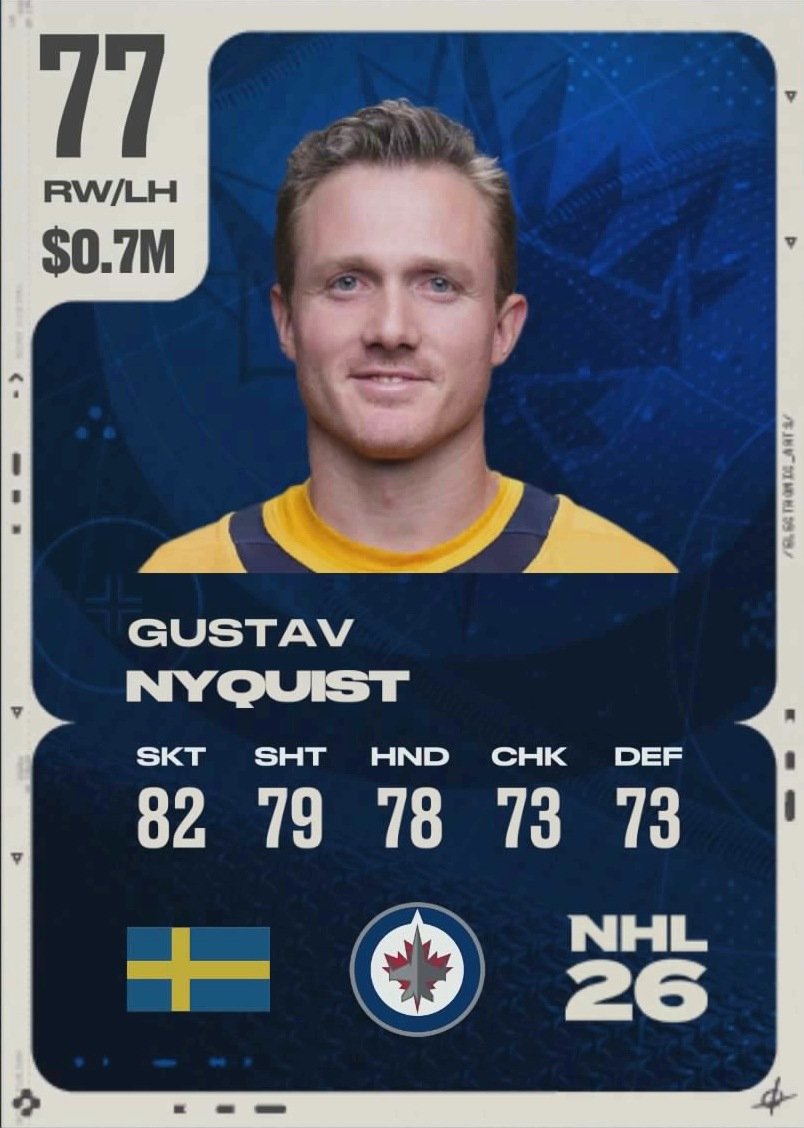 77
RW/LH
$0.7M
GUSTAV
NYQUIST
SKT SHT HND CHK DEF
82 79 78 73 73
NHL
26